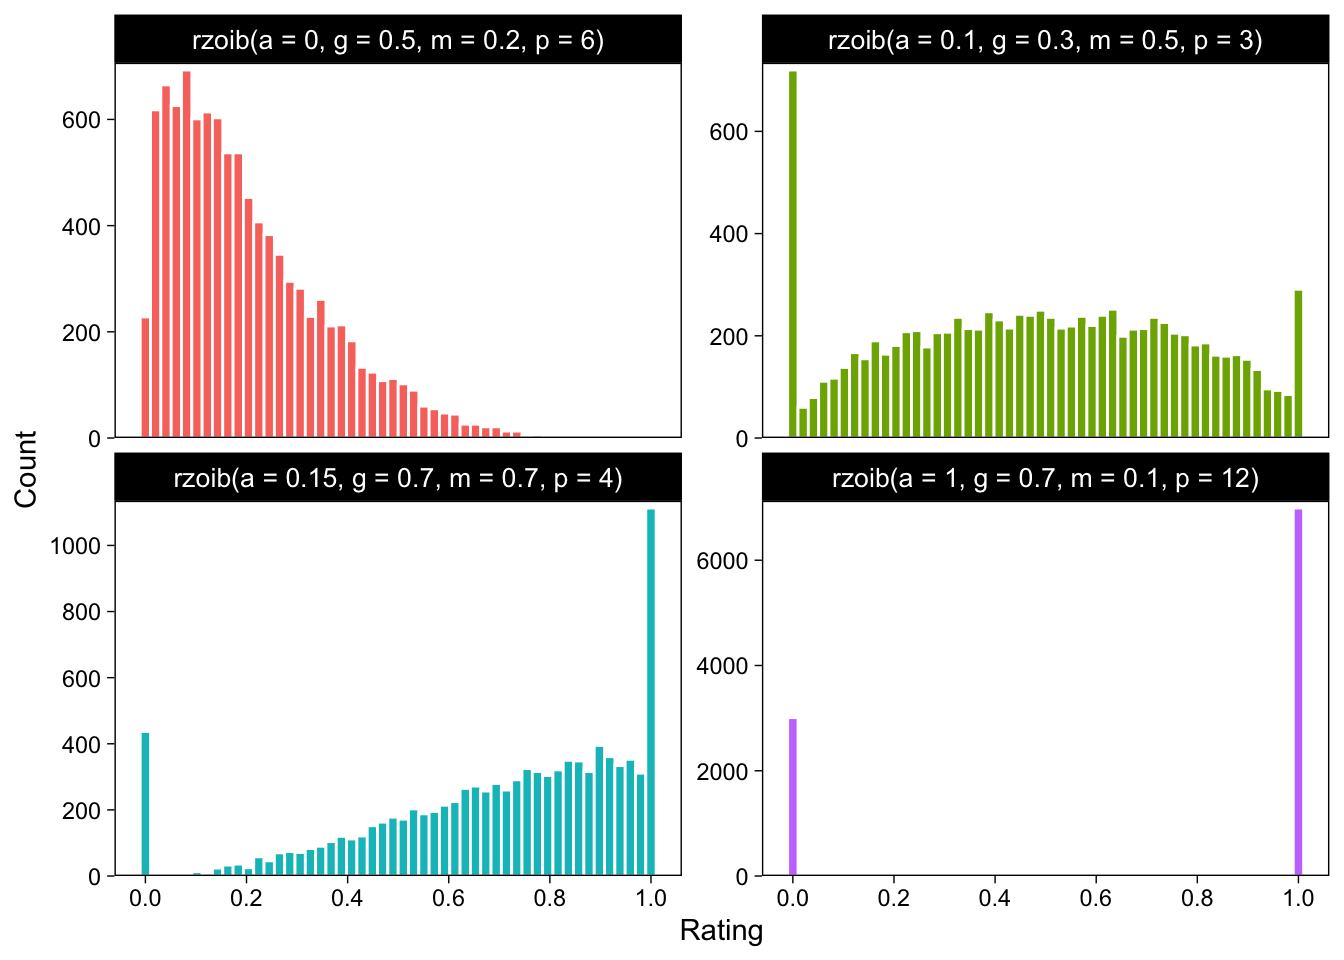 rzoib(a = 0, g = 0.5, m = 0.2, p = 6)
rzoib(a = 0.1, g = 0.3, m = 0.5, p = 3)
600
400
200
0
600
400
200
0
Count
rzoib(a = 0.15, g = 0.7, m = 0.7, p = 4)
rzoib(a = 1, g = 0.7, m = 0.1, p = 12)
1000
800
600
400
200
0
6000
4000
2000
0
0.0 0.2 0.4 0.6 0.8 1.0
0.0 0.2 0.4 0.6 0.8 1.0
Rating